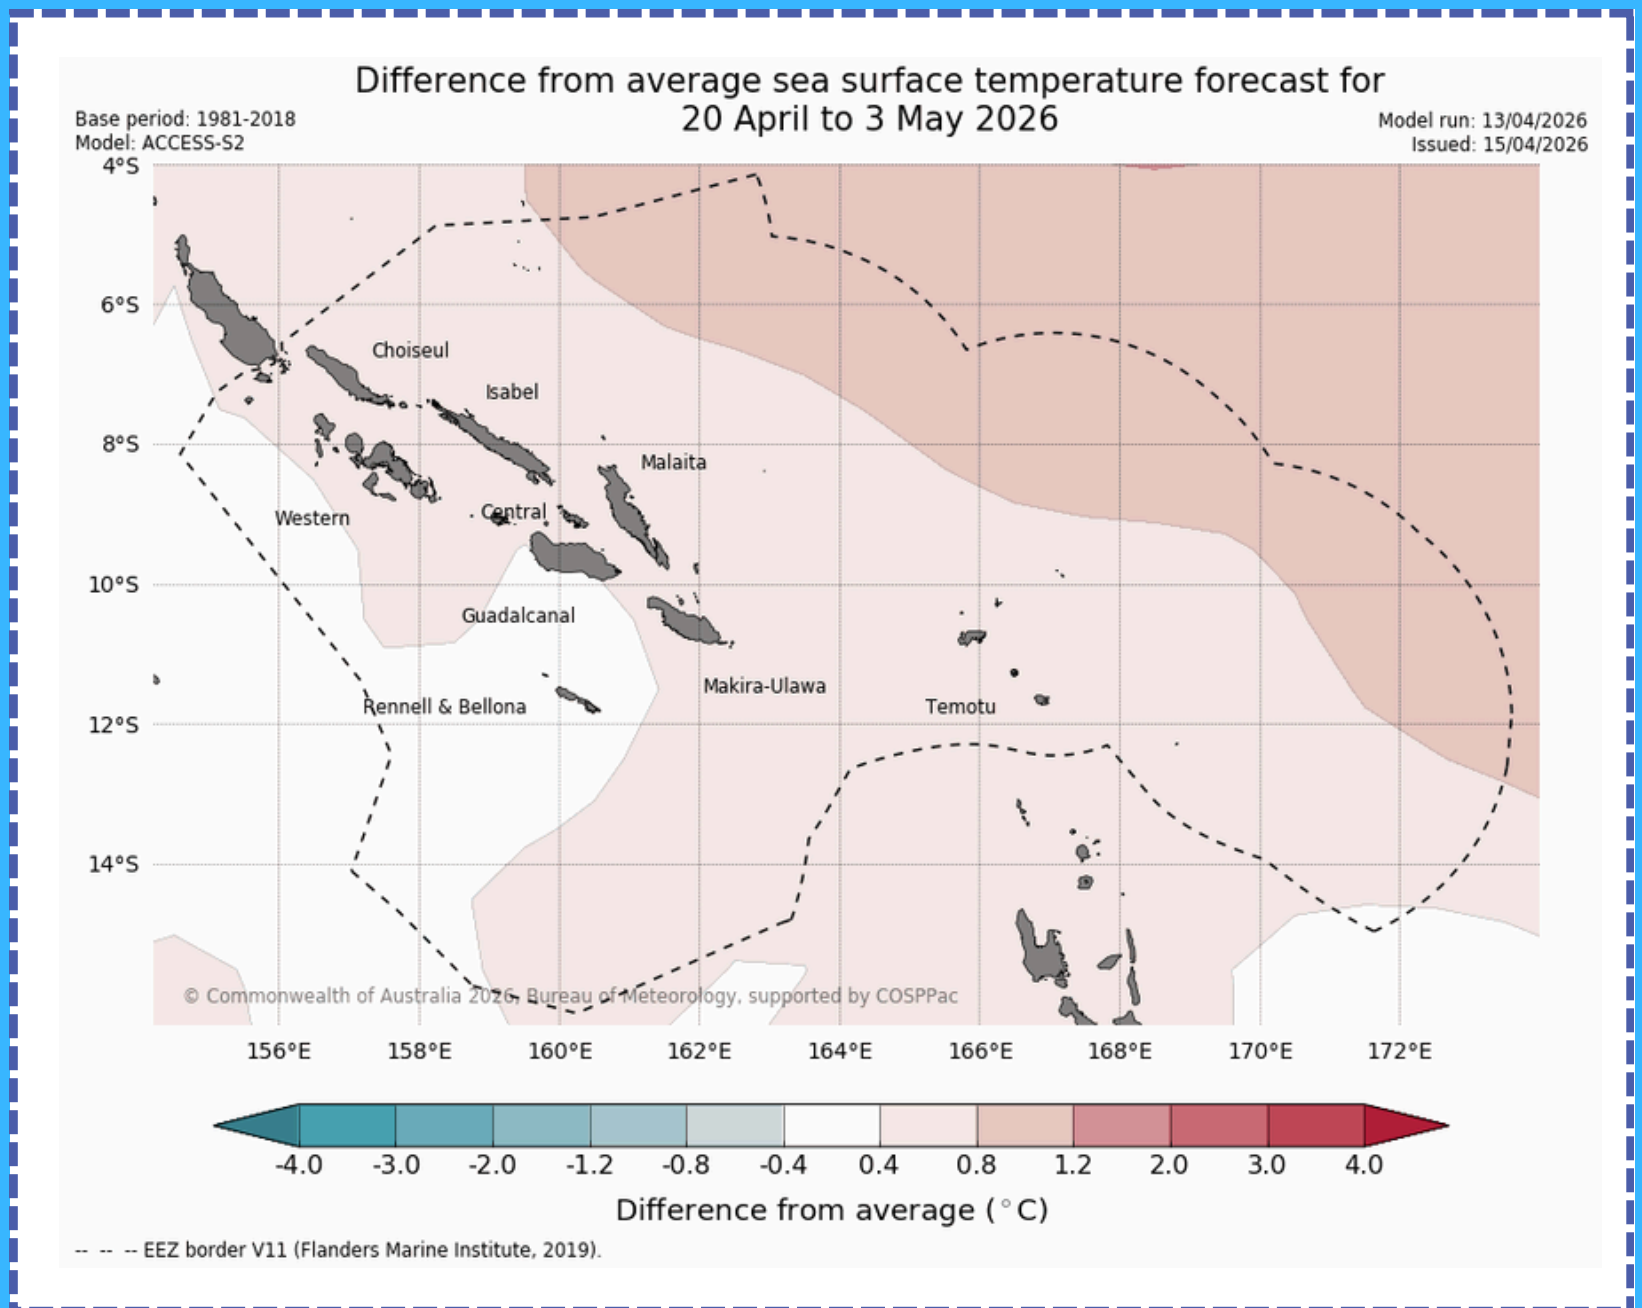 Difference from average sea surface temperature forecast for
20 April to 3 May 2026
Base period: 1981-2018
Model: ACCESS-S2
Model run: 13/04/2026
Issued: 15/04/2026
4°S
6°S
8°S
10°S
12°S
14°S
Choiseul
Isabel
Malaita
Western
Central
Guadalcanal
Makira-Ulawa
Rennell & Bellona
Temotu
© Commonwealth of Australia 2026, Bureau of Meteorology, supported by COSPPac
156°E 158°E 160°E 162°E 164°E 166°E 168°E 170°E 172°E
-4.0 -3.0 -2.0 -1.2 -0.8 -0.4 0.4 0.8 1.2 2.0 3.0 4.0
Difference from average (°C)
-- -- -- EEZ border V11 (Flanders Marine Institute, 2019).